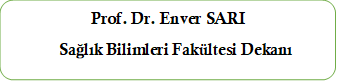 Prof. Dr. Enver SARI
Sağlık Bilimleri Fakültesi Dekanı